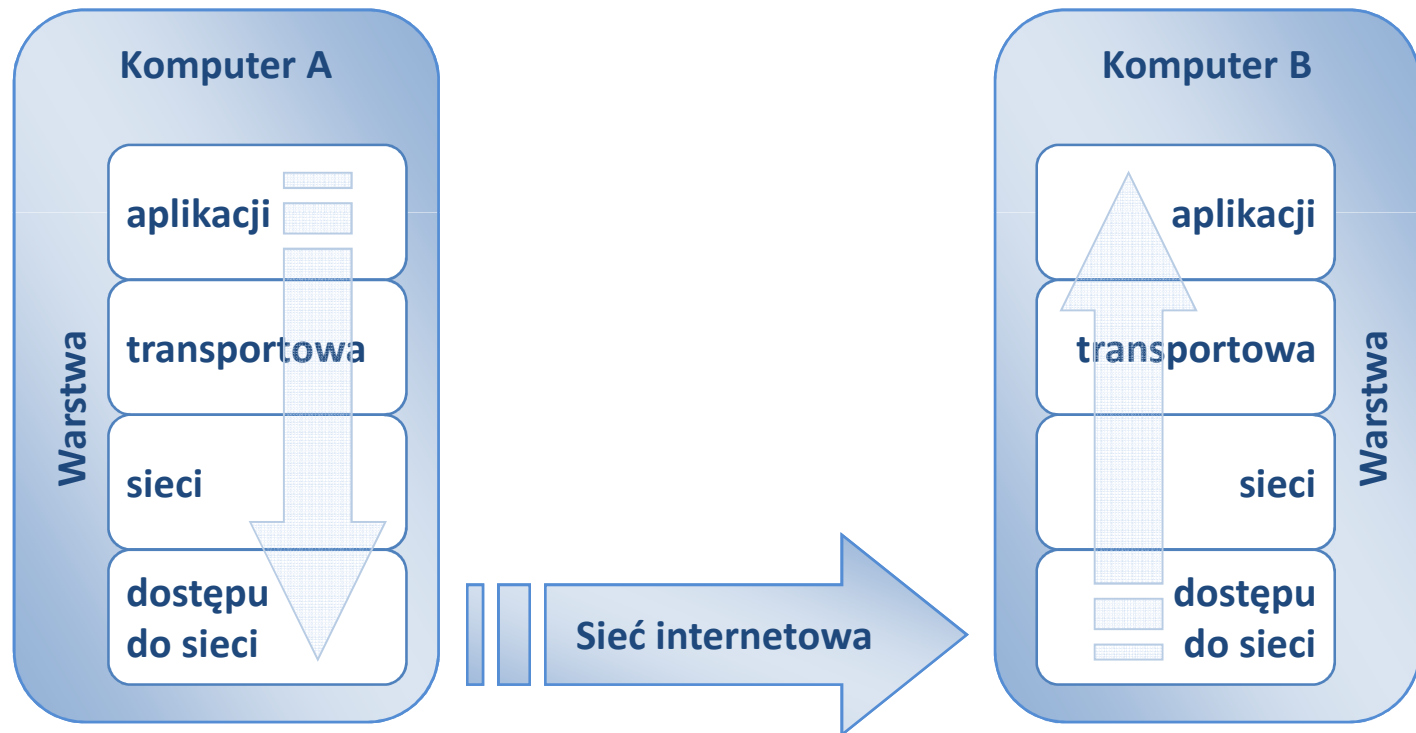 Komputer A
Warstwa
aplikacji
transportowa
sieci
dostępu
do sieci
Sieć internetowa
Komputer B
aplikacji
transportowa
sieci
dostępu
do sieci
Warstwa